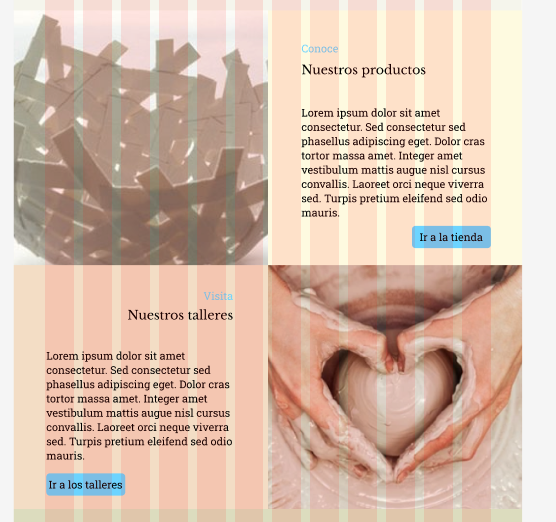 Conoce
Nuestros productos
Lorem ipsum dolor sit amet
consectetur. Sed consectetur sed
phasellus adipiscing eget. Dolor cras
tortor massa amet. Integer amet
vestibulum mattis augue nisl cursus
convallis. Laoreet orci neque viverra
sed. Turpis pretium eleifend sed odio
mauris.
Ir a la tienda
Visita
Nuestros talleres
Lorem ipsum dolor sit amet
consectetur. Sed consectetur sed
phasellus adipiscing eget. Dolor cras
tortor massa amet. Integer amet
vestibulum mattis augue nisl cursus
convallis. Laoreet orci neque viverra
sed. Turpis pretium eleifend sed odio
mauris.
Ir a los talleres